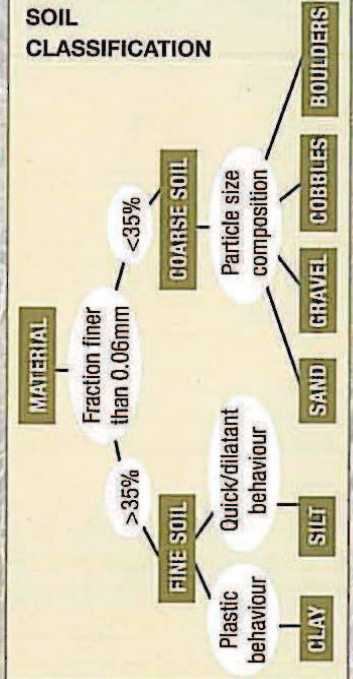 SOIL
CLASSIFICATION
MATERIAL
Fraction finer
than 0.06mm
>35%
<35%
FINE SOIL
COARSE SOIL
Plastic
behaviour
Quick/dilatant
behaviour
Particle size
composition
CLAY
SILT
SAND
GRAVEL
COBBLES
BOULDERS